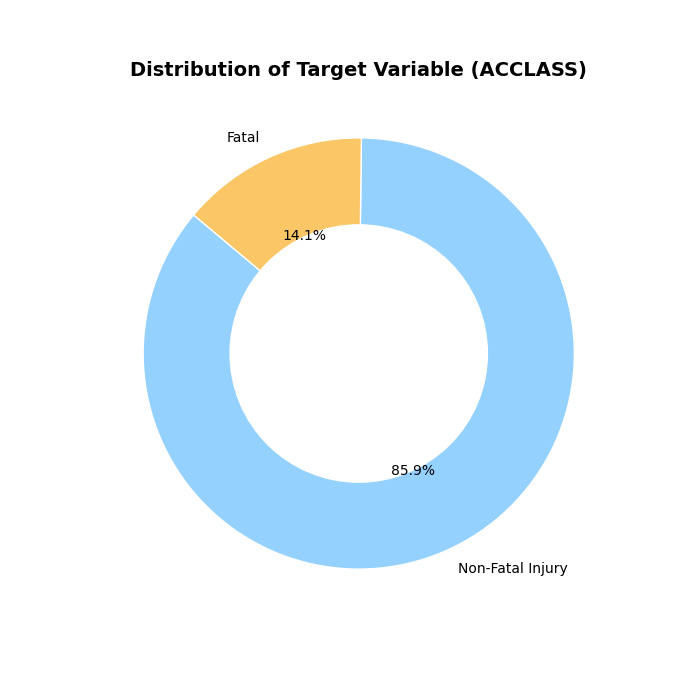 Distribution of Target Variable (ACCLASS)
Fatal
14.1%
85.9%
Non-Fatal Injury